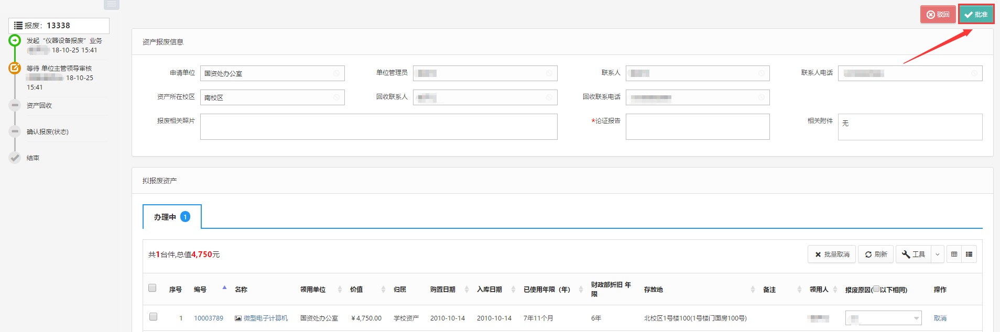 报废：13338
发起“仪器设备报废”业务
18-10-25 15:41
等待 单位主管领导审核
18-10-25
15:41
资产回收
确认报废(状态)
结束
驳回 批准
资产报废信息
申请单位 国资处办公室 单位管理员 联系人 联系人电话
资产所在校区 南校区 回收联系人 回收联系电话
报废相关照片 *论证报告 相关附件 无
拟报废资产
办理中 1
共1台件,总值4,750元 批量取消 刷新 工具
序号 编号 名称 领用单位 价值 归属 购置日期 入库日期 已使用年限（年） 财政部折旧 年
限 存放地 备注 领用人 报废原因(以下相同) 操作
1 10003789 微型电子计算机 国资处办公室 ￥4,750.00 学校资产 2010-10-14 2010-10-14 7年11个月 6年 北校区1号楼100(1号楼门面房100号) 取消